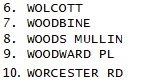 6. WOLCOTT
7. WOODBINE
8. WOODS MULLIN
9. WOODWARD PL
10. WORCESTER RD